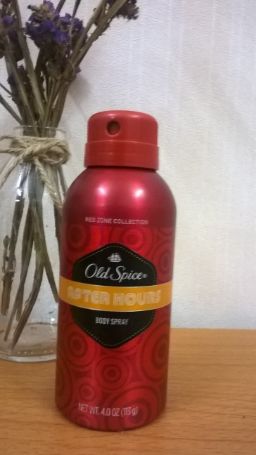 RED ZONE COLLECTION
Old Spice®
AFTER HOURS
BODY SPRAY
NET WT. 4.0 OZ (113g)